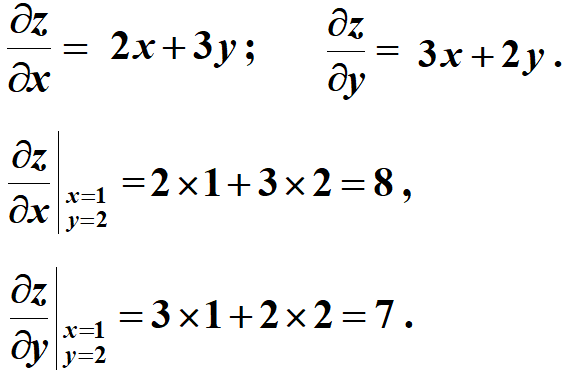 ∂z/∂x = 2x+3y; ∂z/∂y = 3x+2y.
∂z/∂x|x=1 y=2 =2×1+3×2=8,
∂z/∂y|x=1 y=2 =3×1+2×2=7.